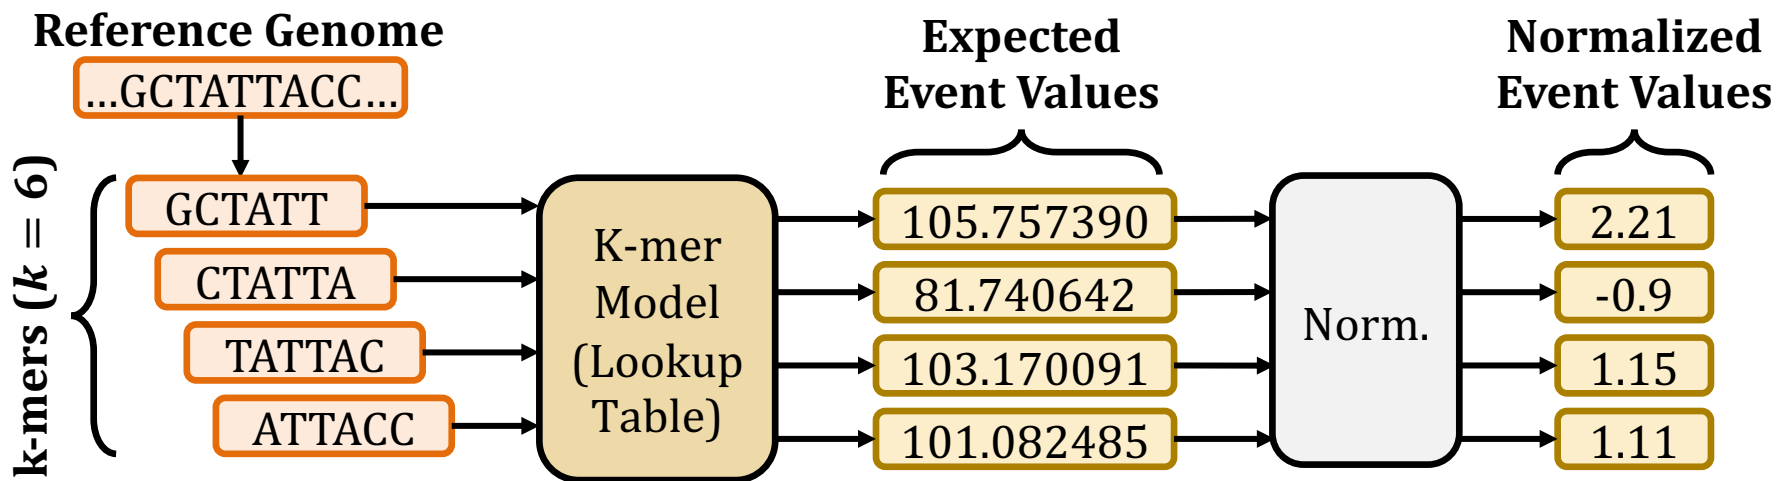 Reference Genome
...GCTATTACC...
k-mers (k = 6)
GCTATT
CTATTA
TATTAC
ATTACC
K-mer
Model
(Lookup
Table)
Expected
Event Values
105.757390
81.740642
103.170091
101.082485
Norm.
Normalized
Event Values
2.21
-0.9
1.15
1.11